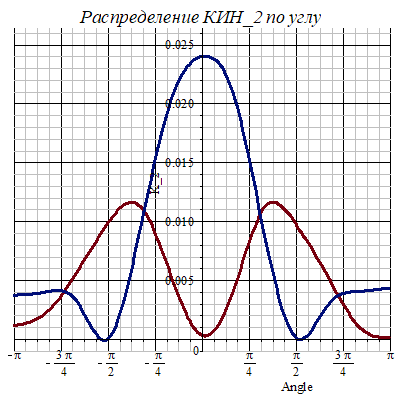 Распределение КИН_2 по углу
0.025
0.020
0.015
K_2
0.010
0.005
0
-π
-3π/4
-π/2
-π/4
π/4
π/2
3π/4
π
Angle